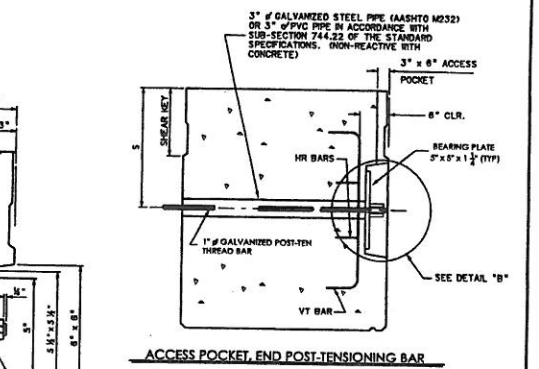 3" ø GALVANIZED STEEL PIPE (AASHTO M232)
OR 3" ø PVC PIPE IN ACCORDANCE WITH
SUB-SECTION 744.22 OF THE STANDARD
SPECIFICATIONS. (NON-REACTIVE WITH
CONCRETE)
3" x 6" ACCESS
POCKET
6" CLR.
SHEAR KEY
S
HR BARS
BEARING PLATE
5" x 5" x 1 1/4" (TYP)
1" ø GALVANIZED POST-TEN
THREAD BAR
SEE DETAIL "B"
VT BAR
ACCESS POCKET, END POST-TENSIONING BAR
3"
5"
5 1/2" x 5 1/2"
6" x 6"